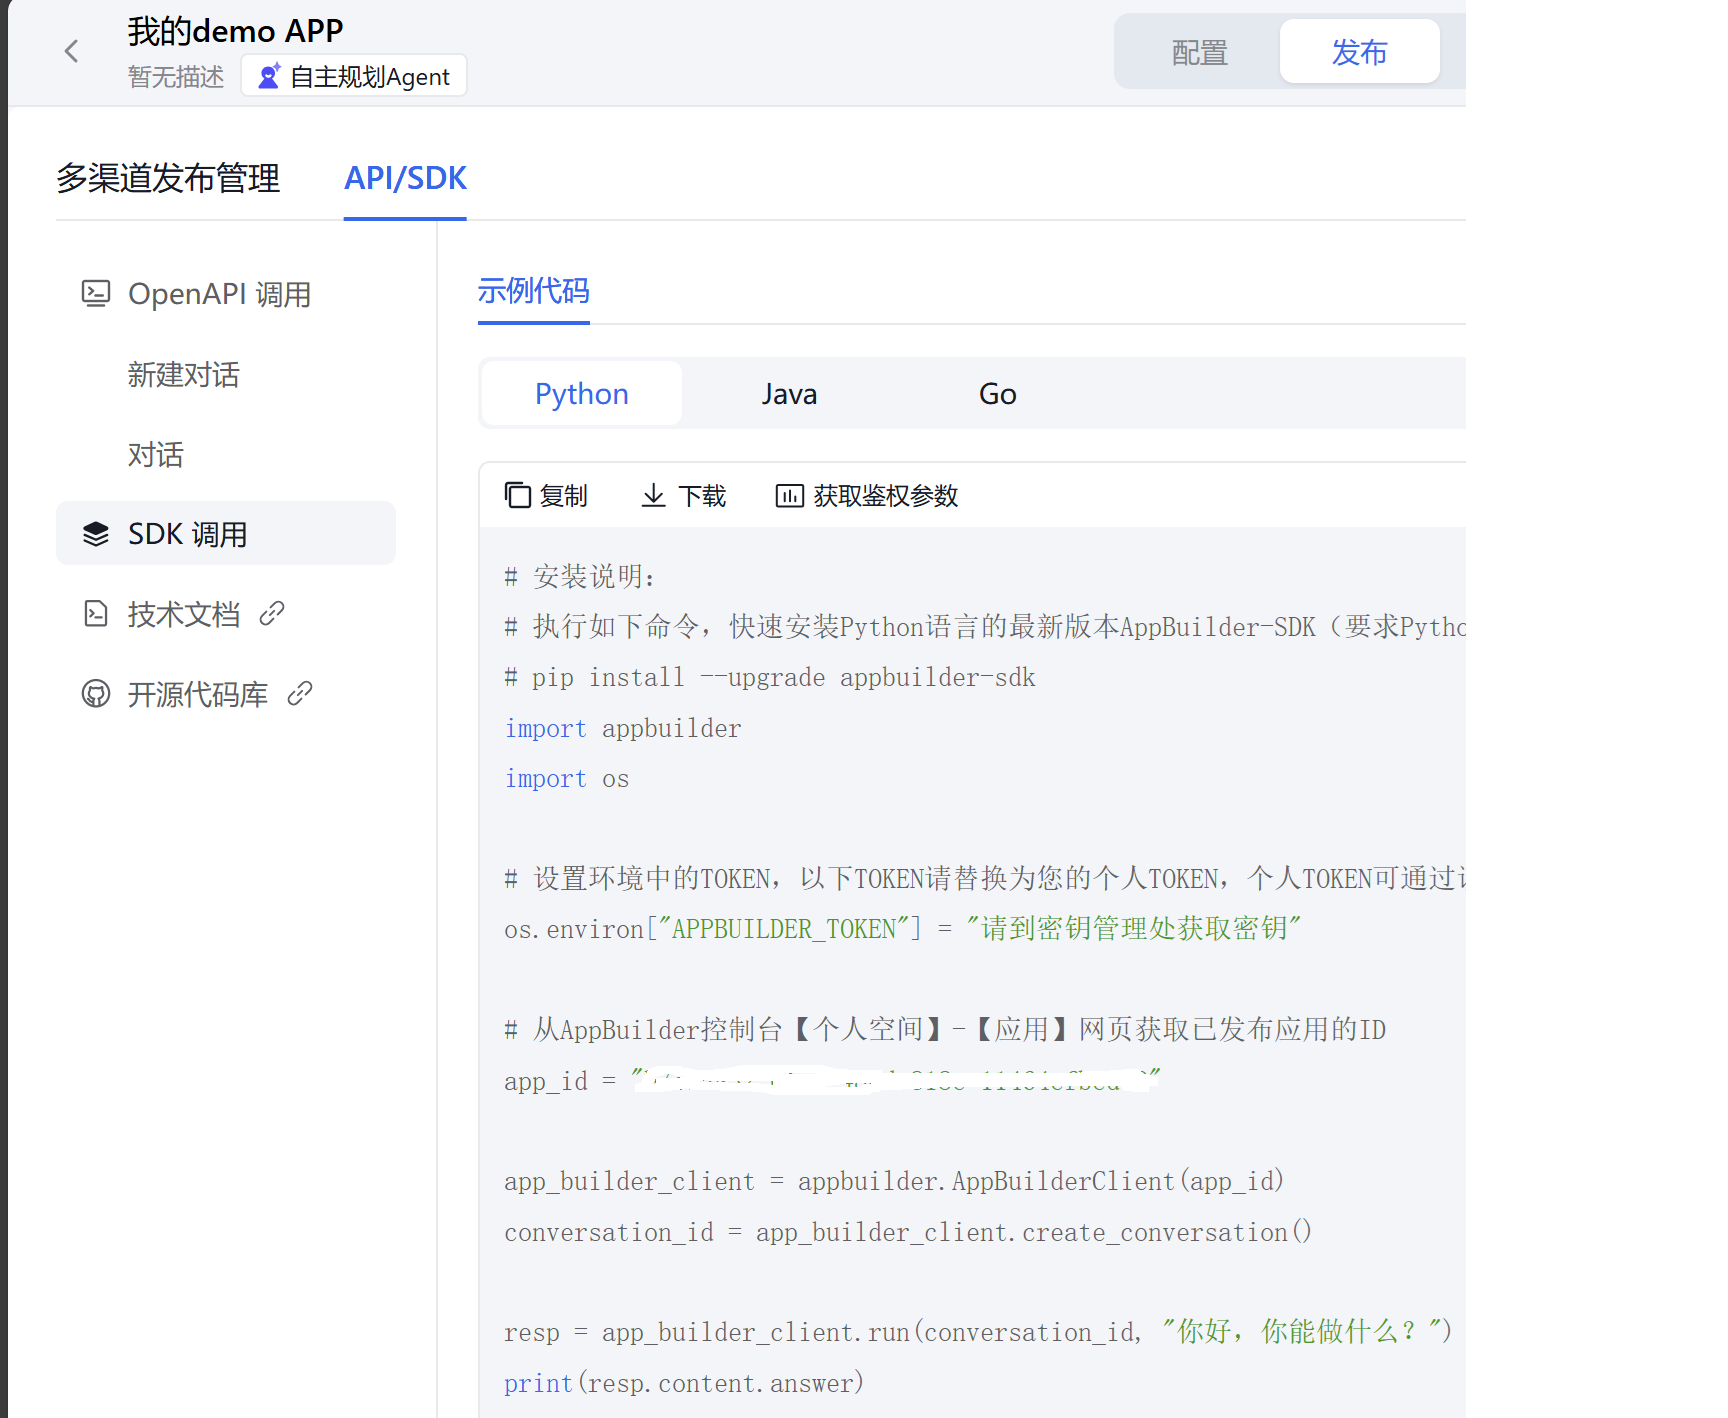 我的demo APP
暂无描述 自主规划Agent
配置 发布
多渠道发布管理 API/SDK
OpenAPI 调用
新建对话
对话
SDK 调用
技术文档
开源代码库
示例代码
Python Java Go
复制 下载 获取鉴权参数
# 安装说明：
# 执行如下命令，快速安装Python语言的最新版本AppBuilder-SDK（要求Pytho
# pip install --upgrade appbuilder-sdk
import appbuilder
import os
# 设置环境中的TOKEN，以下TOKEN请替换为您的个人TOKEN，个人TOKEN可通过
os.environ["APPBUILDER_TOKEN"] = "请到密钥管理处获取密钥"
# 从AppBuilder控制台【个人空间】-【应用】网页获取已发布应用的ID
app_id = "
app_builder_client = appbuilder.AppBuilderClient(app_id)
conversation_id = app_builder_client.create_conversation()
resp = app_builder_client.run(conversation_id, "你好，你能做什么？")
print(resp.content.answer)